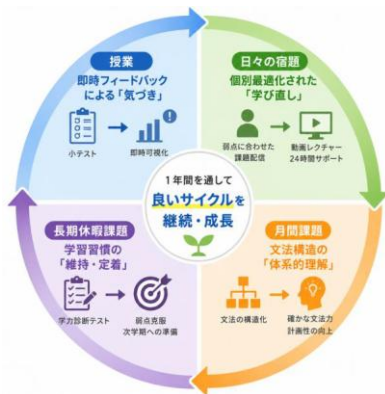 授業
即時フィードバック
による「気づき」
小テスト
即時可視化
日々の宿題
個別最適化された
「学び直し」
弱点に合わせた
課題配信
動画レクチャー
24時間サポート
1年間を通して
良いサイクルを
継続・成長
長期休暇課題
学習習慣の
「維持・定着」
学力診断テスト
弱点克服
次学期への準備
月間課題
文法構造の
「体系的理解」
文法の構造化
確かな文法力
計画性の向上